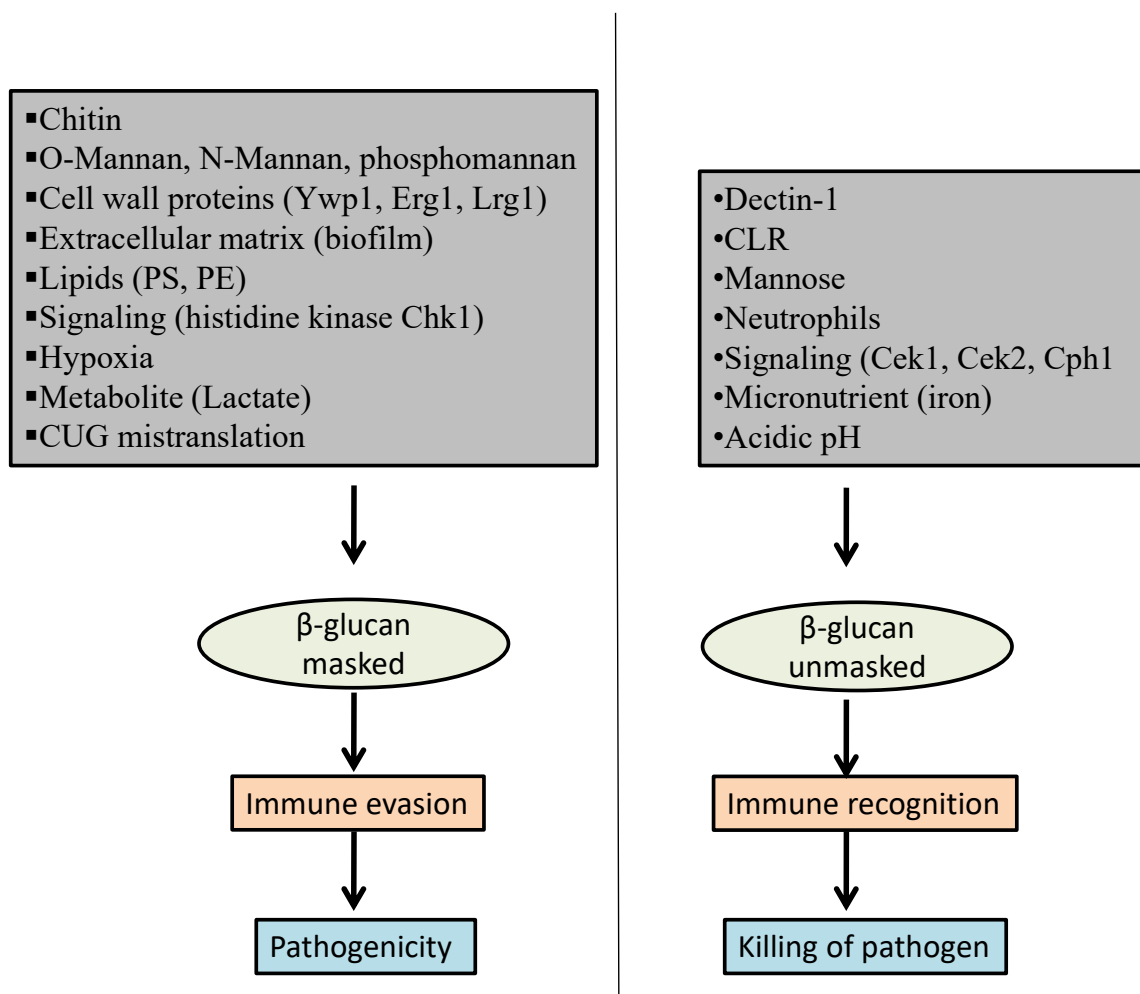 ▪Chitin
▪O-Mannan, N-Mannan, phosphomannan
▪Cell wall proteins (Ywp1, Erg1, Lrg1)
▪Extracellular matrix (biofilm)
▪Lipids (PS, PE)
▪Signaling (histidine kinase Chk1)
▪Hypoxia
▪Metabolite (Lactate)
▪CUG mistranslation
β-glucan
masked
Immune evasion
Pathogenicity
•Dectin-1
•CLR
•Mannose
•Neutrophils
•Signaling (Cek1, Cek2, Cph1
•Micronutrient (iron)
•Acidic pH
β-glucan
unmasked
Immune recognition
Killing of pathogen